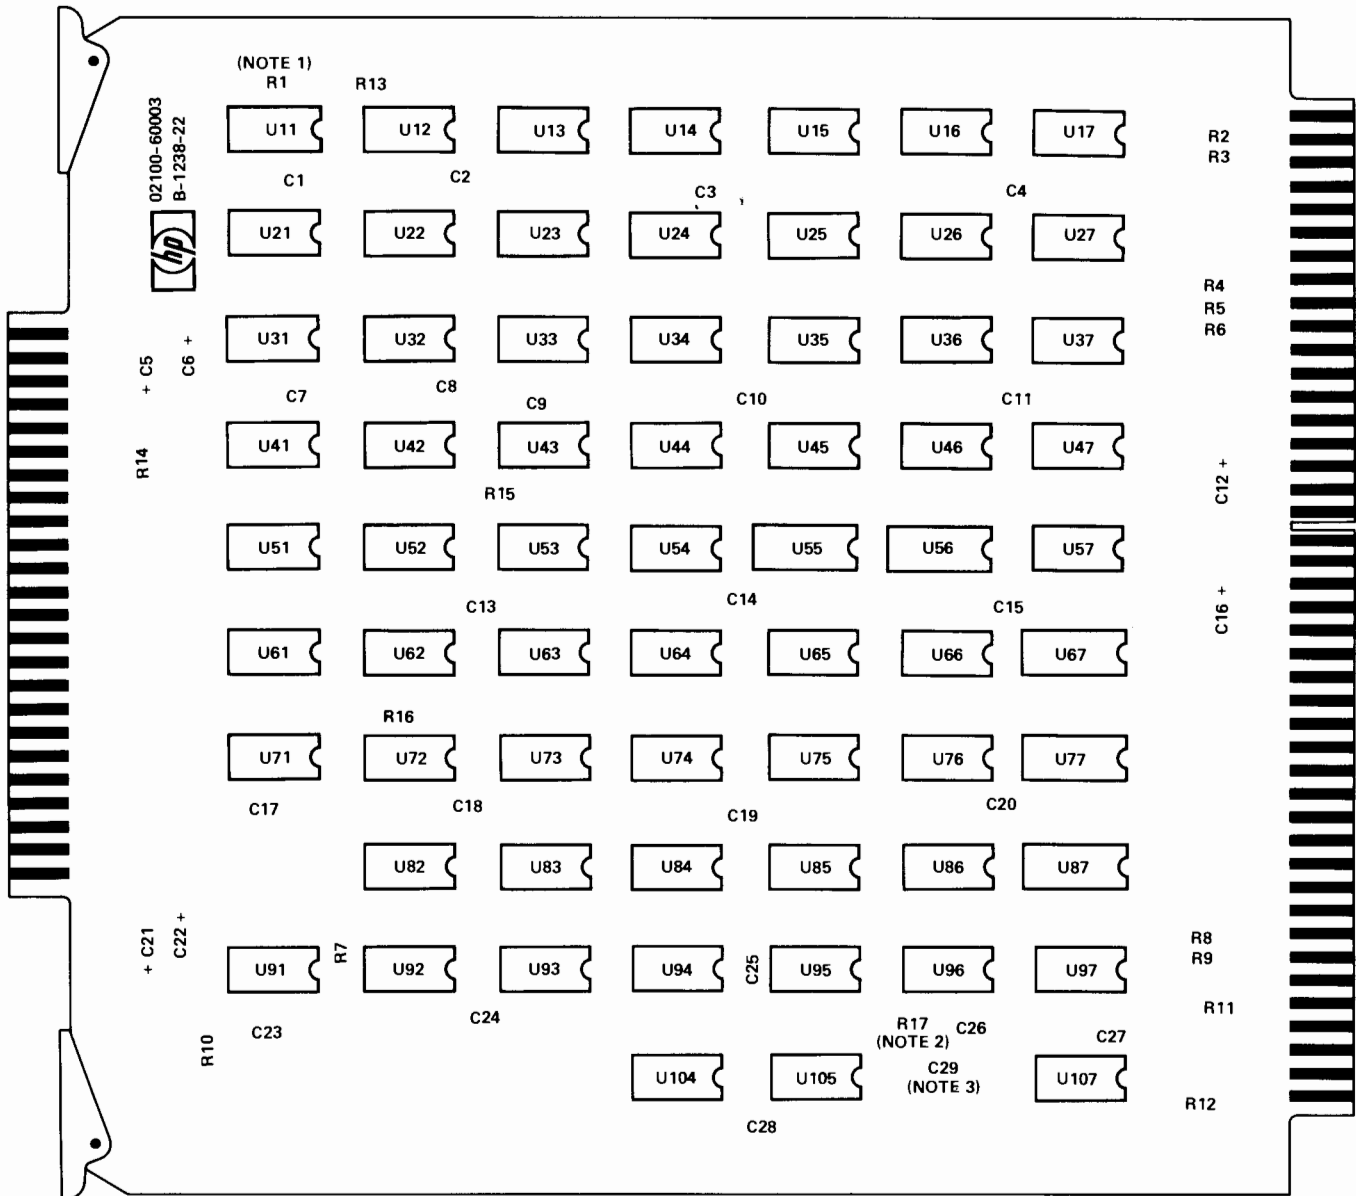 (NOTE 1)
R1
R13
02100-60003
B-1238-22
hp
U11 U12 U13 U14 U15 U16 U17
R2
R3
C1 C2 C3 C4
U21 U22 U23 U24 U25 U26 U27
R4
R5
R6
U31 U32 U33 U34 U35 U36 U37
+ C5
C6 +
C7 C8 C9 C10 C11
U41 U42 U43 U44 U45 U46 U47
R14
C12 +
R15
U51 U52 U53 U54 U55 U56 U57
C13 C14 C15
C16 +
U61 U62 U63 U64 U65 U66 U67
R16
U71 U72 U73 U74 U75 U76 U77
C17 C18 C19 C20
U82 U83 U84 U85 U86 U87
+ C21
C22 +
R7
R8
R9
U91 U92 U93 U94 C25 U95 U96 U97
R11
C23 C24 R17 C26 C27
(NOTE 2)
R10
C29
(NOTE 3)
U104 U105 U107
R12
C28